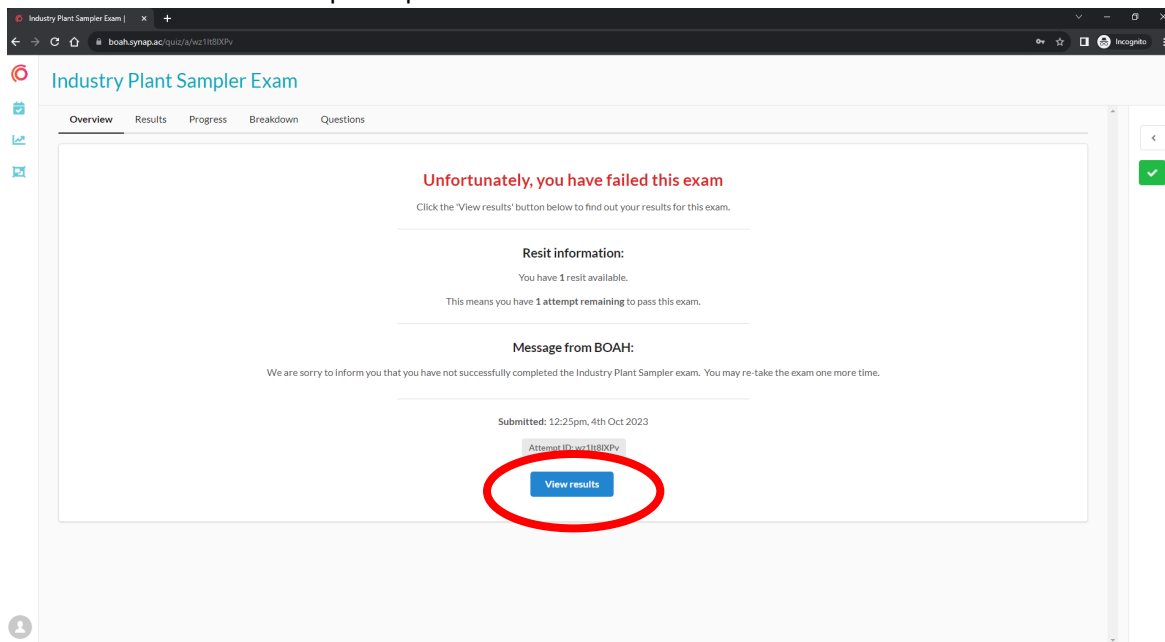 Industry Plant Sampler Exam |
boah.synap.ac/quiz/a/wz1It8IXPv
Incognito
Industry Plant Sampler Exam
Overview Results Progress Breakdown Questions
Unfortunately, you have failed this exam
Click the 'View results' button below to find out your results for this exam.
Resit information:
You have 1 resit available.
This means you have 1 attempt remaining to pass this exam.
Message from BOAH:
We are sorry to inform you that you have not successfully completed the Industry Plant Sampler exam. You may re-take the exam one more time.
Submitted: 12:25pm, 4th Oct 2023
Attempt ID: wz1It8IXPv
View results